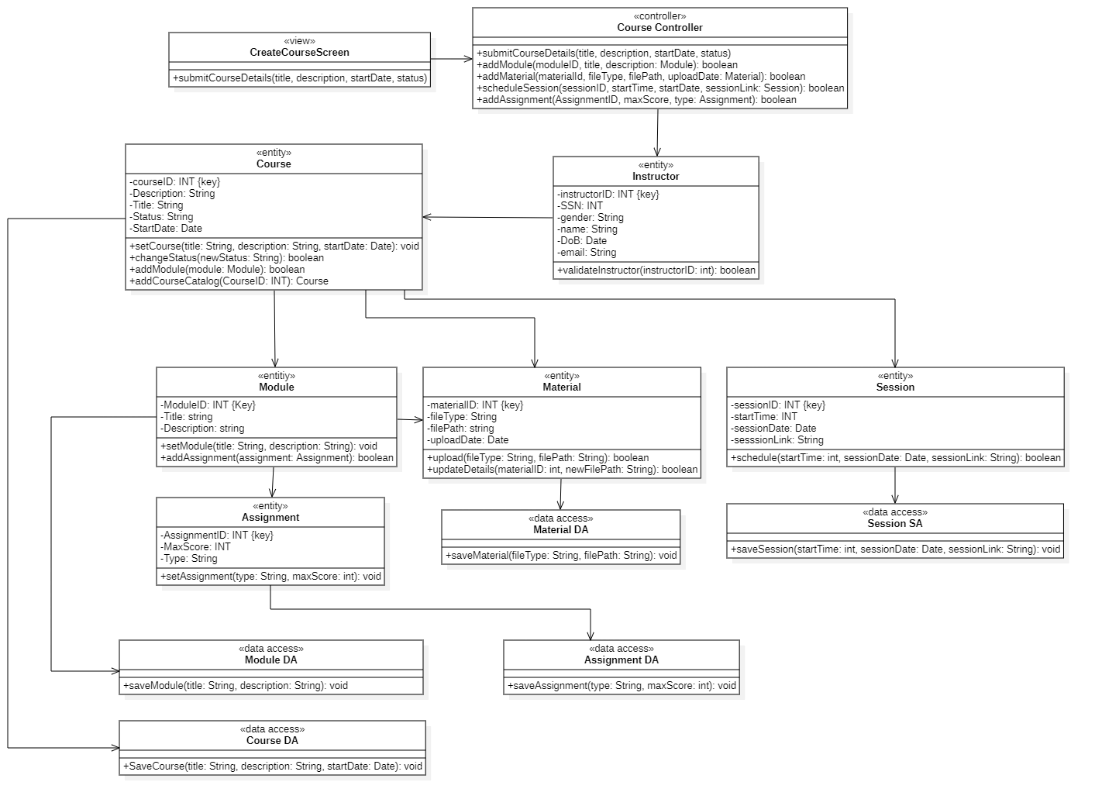 «view»
CreateCourseScreen
+submitCourseDetails(title, description, startDate, status)
«controller»
Course Controller
+submitCourseDetails(title, description, startDate, status)
+addModule(moduleID, title, description: Module): boolean
+addMaterial(materialId, fileType, filePath, uploadDate: Material): boolean
+scheduleSession(sessionID, startTime, startDate, sessionLink: Session): boolean
+addAssignment(AssignmentID, maxScore, type: Assignment): boolean
«entity»
Course
-courseID: INT {key}
-Description: String
-Title: String
-Status: String
-StartDate: Date
+setCourse(title: String, description: String, startDate: Date): void
+changeStatus(newStatus: String): boolean
+addModule(module: Module): boolean
+addCourseCatalog(CourseID: INT): Course
«entity»
Instructor
-instructorID: INT {key}
-SSN: INT
-gender: String
-name: String
-DoB: Date
-email: String
+validateInstructor(instructorID: int): boolean
«entitiy»
Module
-ModuleID: INT {Key}
-Title: string
-Description: string
+setModule(title: String, description: String): void
+addAssignment(assignment: Assignment): boolean
«entity»
Material
-materialID: INT {key}
-fileType: String
-filePath: string
-uploadDate: Date
+upload(fileType: String, filePath: String): boolean
+updateDetails(materialID: int, newFilePath: String): boolean
«entity»
Session
-sessionID: INT {key}
-startTime: INT
-sessionDate: Date
-sesssionLink: String
+schedule(startTime: int, sessionDate: Date, sessionLink: String): boolean
«entity»
Assignment
-AssignmentID: INT {key}
-MaxScore: INT
-Type: String
+setAssignment(type: String, maxScore: int): void
«data access»
Material DA
+saveMaterial(fileType: String, filePath: String): void
«data access»
Session SA
+saveSession(startTime: int, sessionDate: Date, sessionLink: String): void
«data access»
Module DA
+saveModule(title: String, description: String): void
«data access»
Assignment DA
+saveAssignment(type: String, maxScore: int): void
«data access»
Course DA
+SaveCourse(title: String, description: String, startDate: Date): void